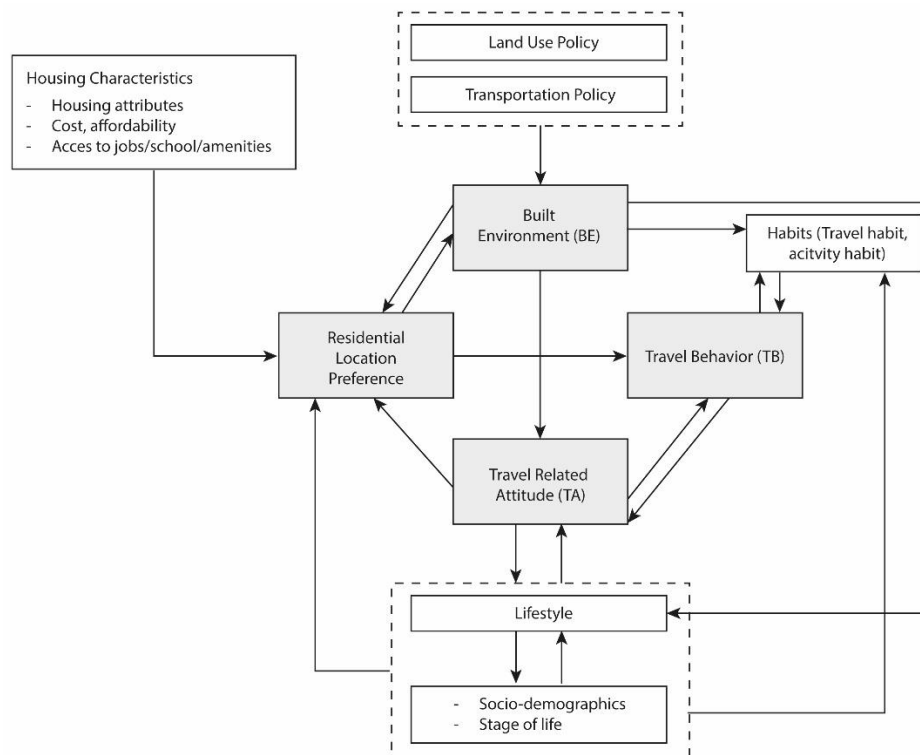 Land Use Policy
Transportation Policy
Housing Characteristics
- Housing attributes
- Cost, affordability
- Acces to jobs/school/amenities
Built
Environment (BE)
Habits (Travel habit,
acitvity habit)
Residential
Location
Preference
Travel Behavior (TB)
Travel Related
Attitude (TA)
Lifestyle
- Socio-demographics
- Stage of life